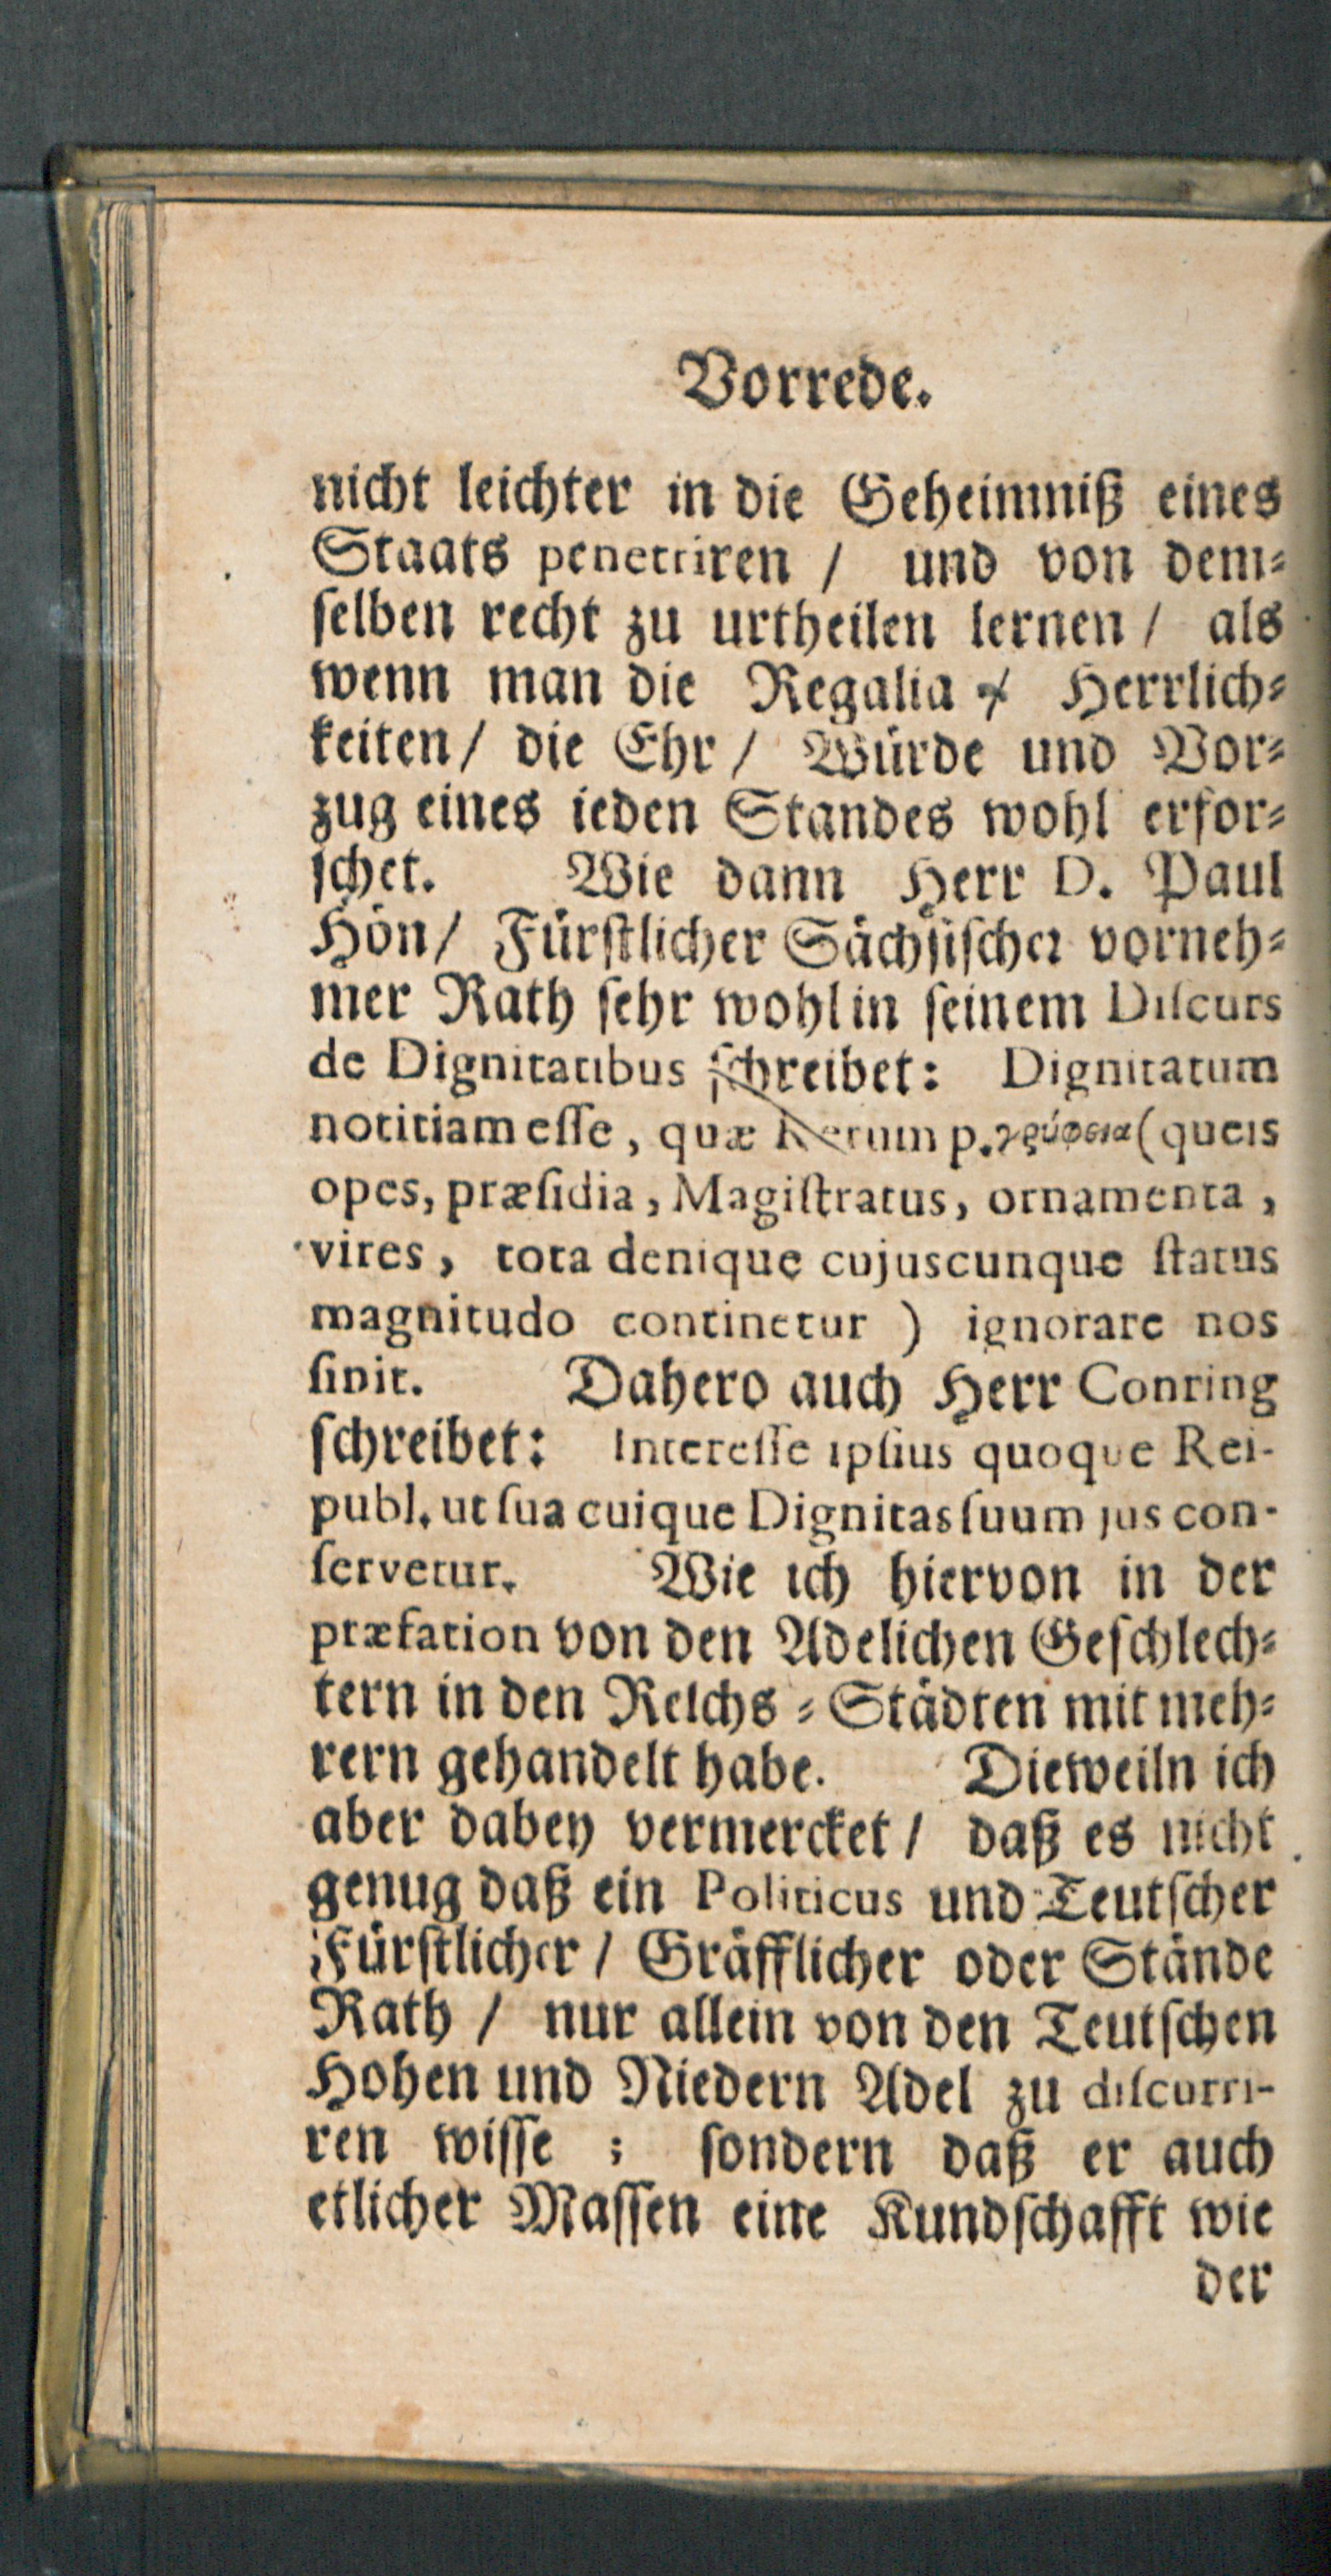 Vorrede.
nicht leichter in die Geheimniß eines
Staats penetriren / und von dem⸗
ſelben recht zu urtheilen lernen / als
wenn man die Regalia / Herrlich⸗
keiten / die Ehr / Würde und Vor⸗
zug eines ieden Standes wohl erfor⸗
ſchet. Wie dann Herr D. Paul
Hön / Fürſtlicher Sächſiſcher vorneh⸗
mer Rath ſehr wohl in ſeinem Diſcurs
de Dignitatibus ſchreibet: Dignitatum
notitiam eſſe, quæ Rerum p. (queis
opes, præſidia, Magiſtratus, ornamenta,
vires, tota denique cujuscunque ſtatus
magnitudo continetur ) ignorare nos
ſinit. Dahero auch Herr Conring
ſchreibet: Intereſſe ipſius quoque Rei-
publ. ut ſua cuique Dignitas ſuum jus con-
ſervetur. Wie ich hiervon in der
præfation von den Adelichen Geſchlech⸗
tern in den Reichs ⸗ Städten mit meh⸗
rern gehandelt habe. Dieweiln ich
aber dabey vermercket / daß es nicht
genug daß ein Politicus und Teutſcher
Fürſtlicher / Gräfflicher oder Stände
Rath / nur allein von den Teutſchen
Hohen und Niedern Adel zu diſcurri-
ren wiſſe ; ſondern daß er auch
etlicher Maſſen eine Kundſchafft wie
der